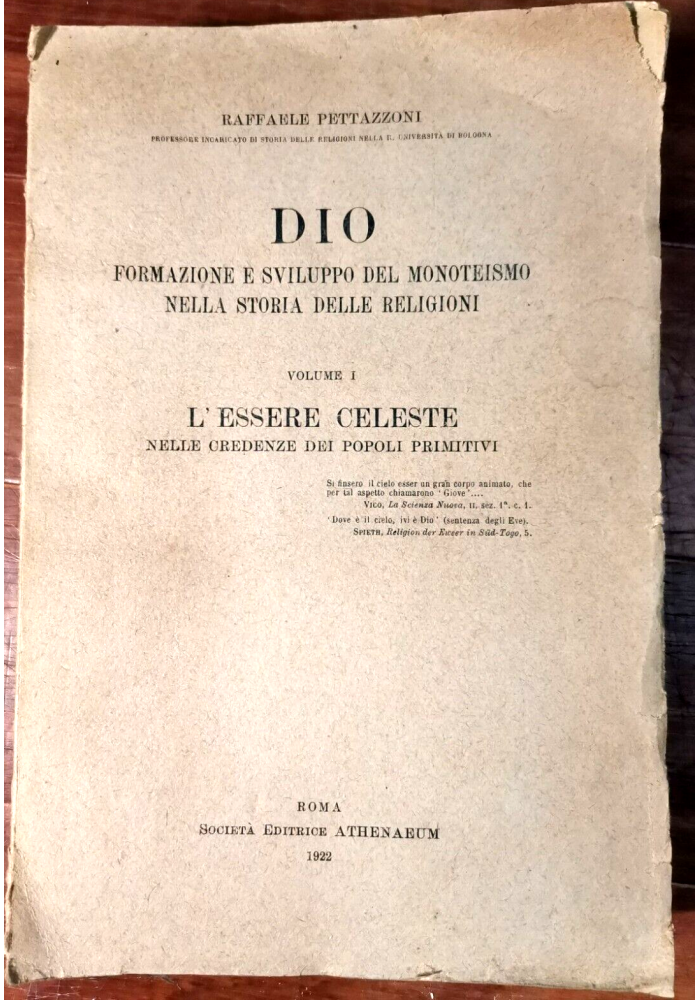 RAFFAELE PETTAZZONI
PROFESSORE INCARICATO DI STORIA DELLE RELIGIONI NELLA R. UNIVERSITÀ DI BOLOGNA
DIO
FORMAZIONE E SVILUPPO DEL MONOTEISMO
NELLA STORIA DELLE RELIGIONI
VOLUME I
L'ESSERE CELESTE
NELLE CREDENZE DEI POPOLI PRIMITIVI
Si finsero il cielo esser un gran corpo animato, che
per tal aspetto chiamarono 'Giove'....
VICO, La Scienza Nuova, II. sez. 1ª. c. 1.
'Dove è il cielo, ivi è Dio' (sentenza degli Eve).
SPIETH, Religion der Eweer in Süd-Togo, 5.
ROMA
SOCIETÀ EDITRICE ATHENAEUM
1922